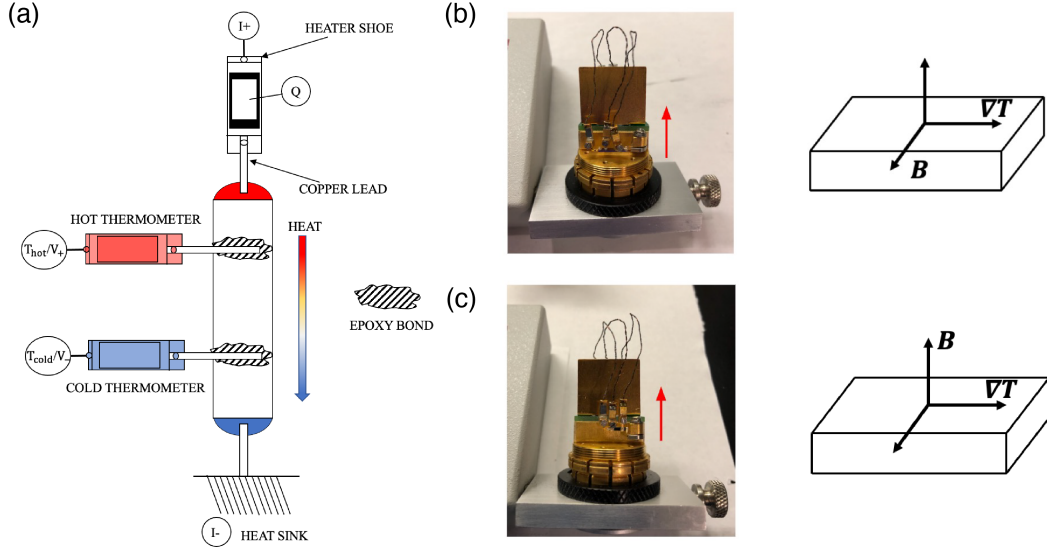 (a)
I+
HEATER SHOE
Q
COPPER LEAD
HOT THERMOMETER
HEAT
T_hot/V_+
EPOXY BOND
T_cold/V_-
COLD THERMOMETER
I-
HEAT SINK
(b)
∇T
B
(c)
B
∇T